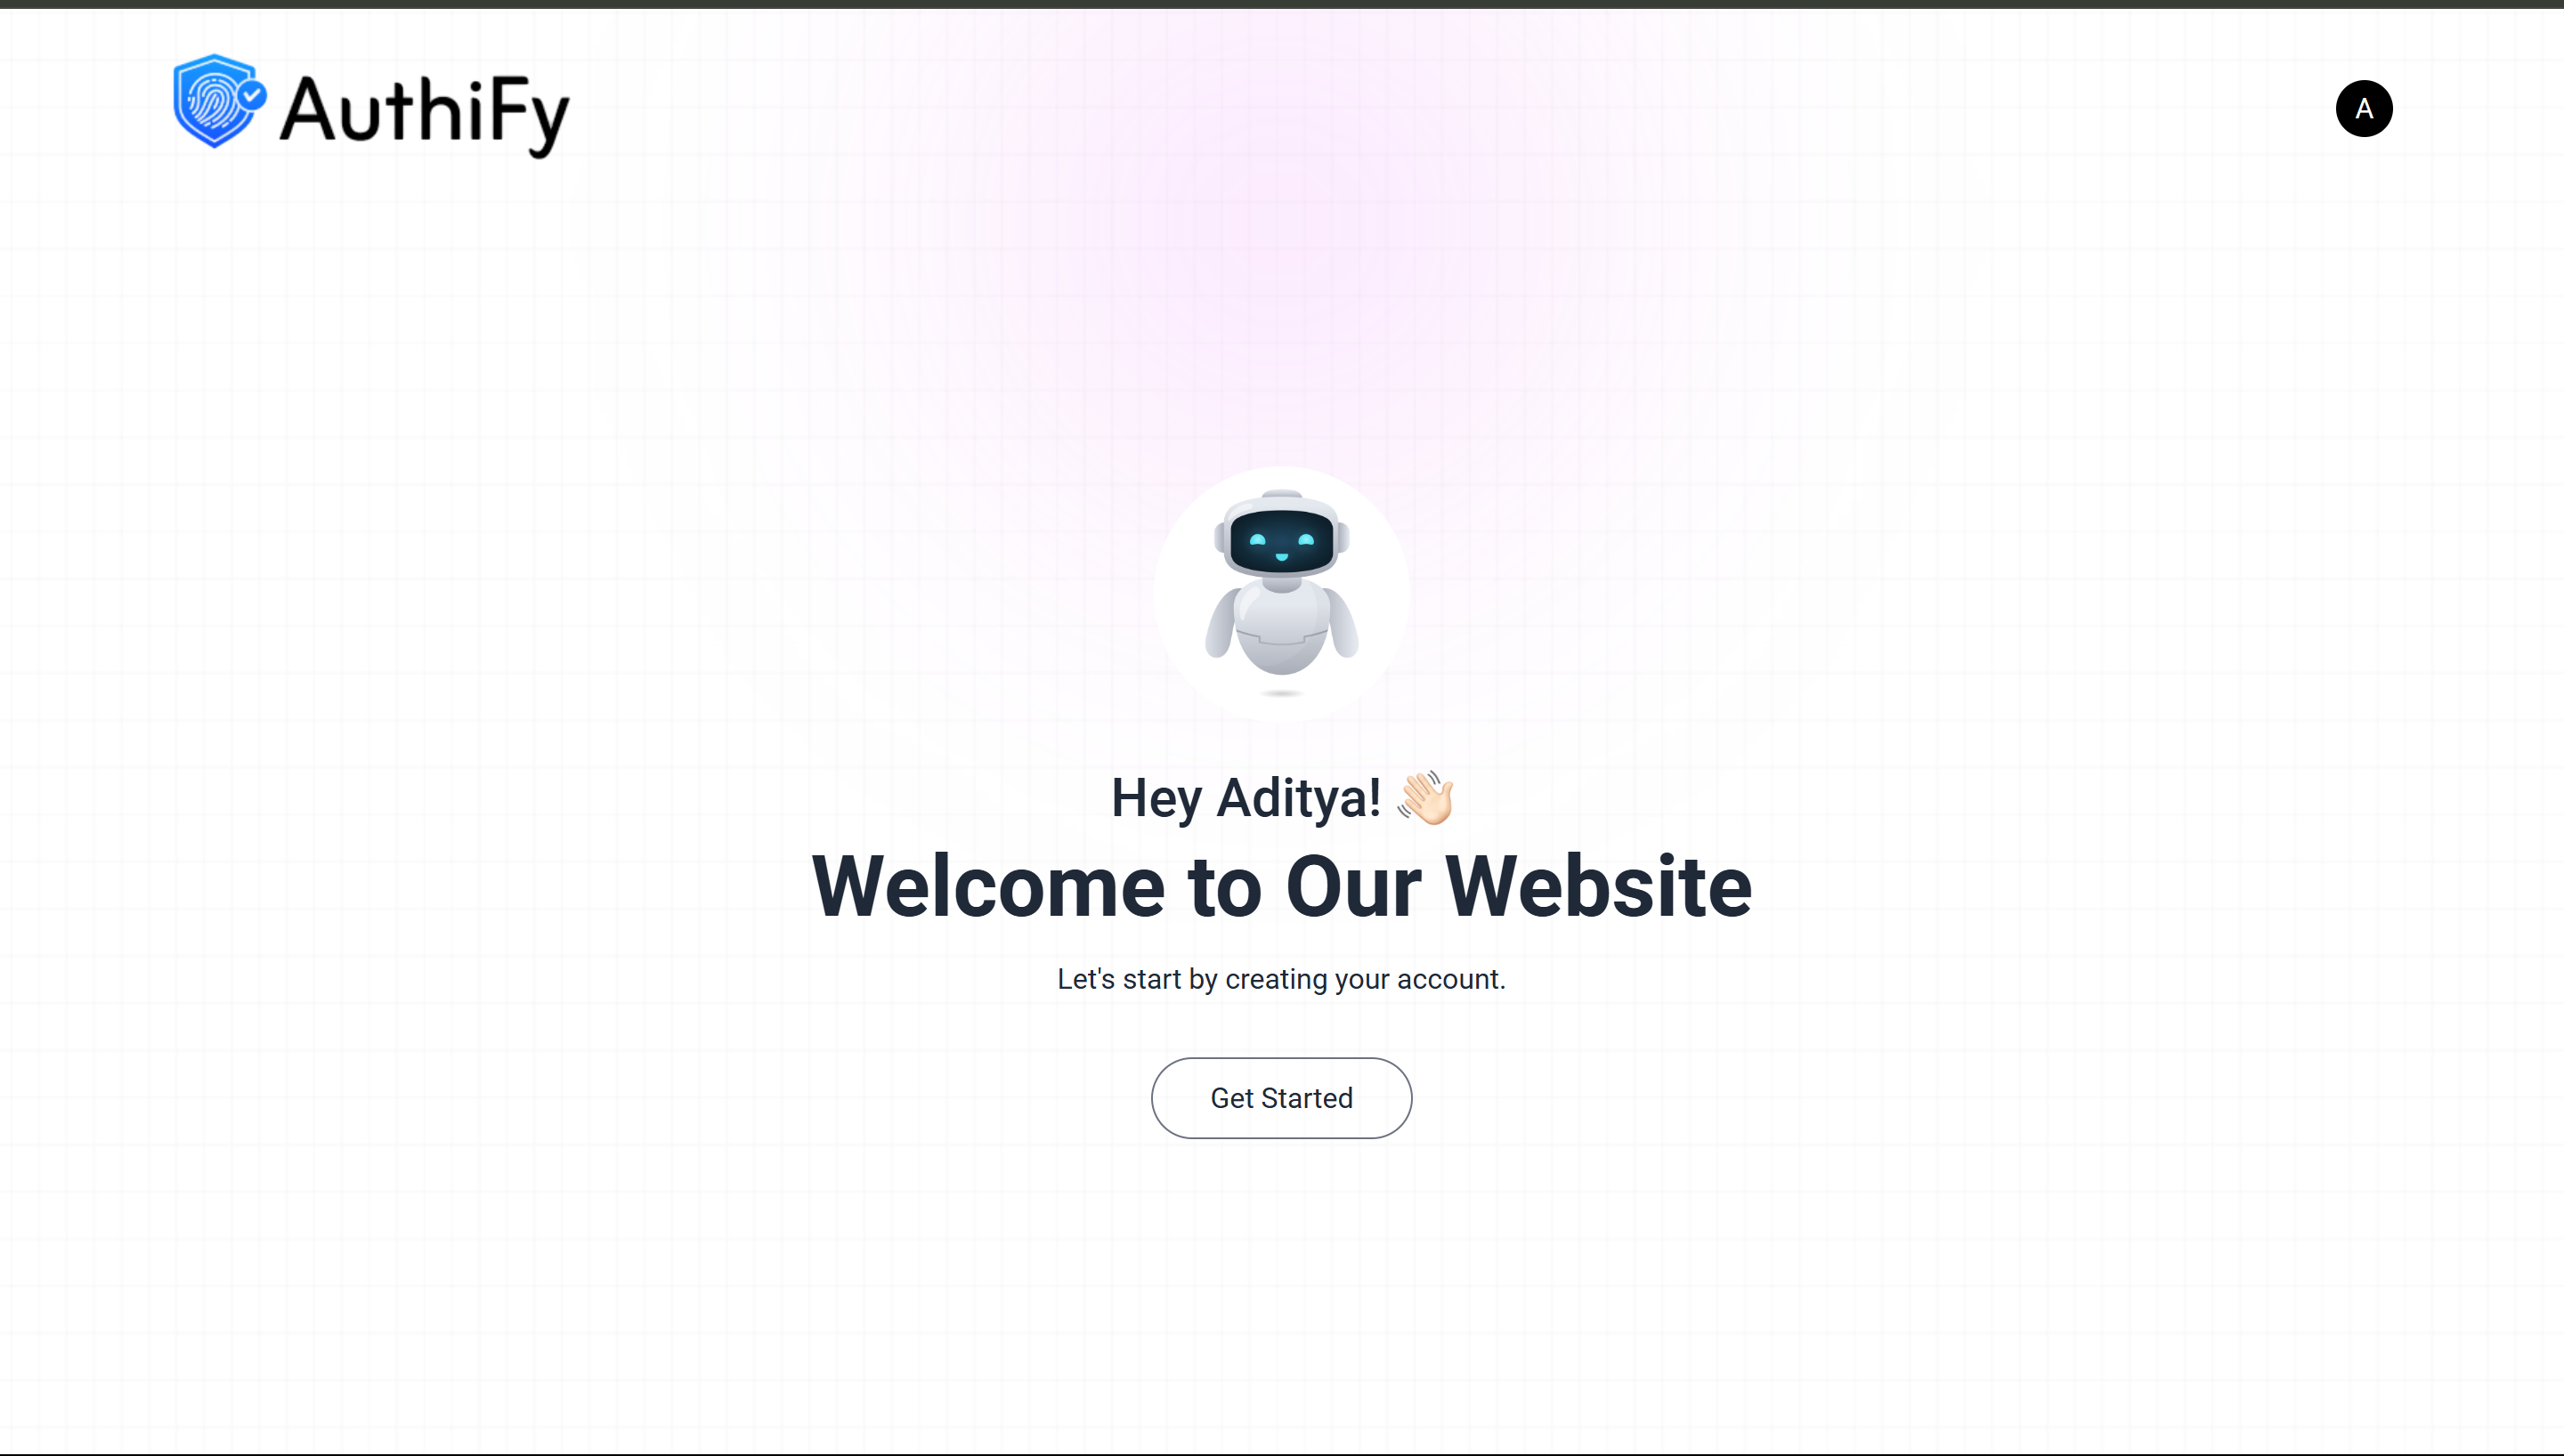 AuthiFy
A
Hey Aditya! 👋🏻
Welcome to Our Website
Let's start by creating your account.
Get Started